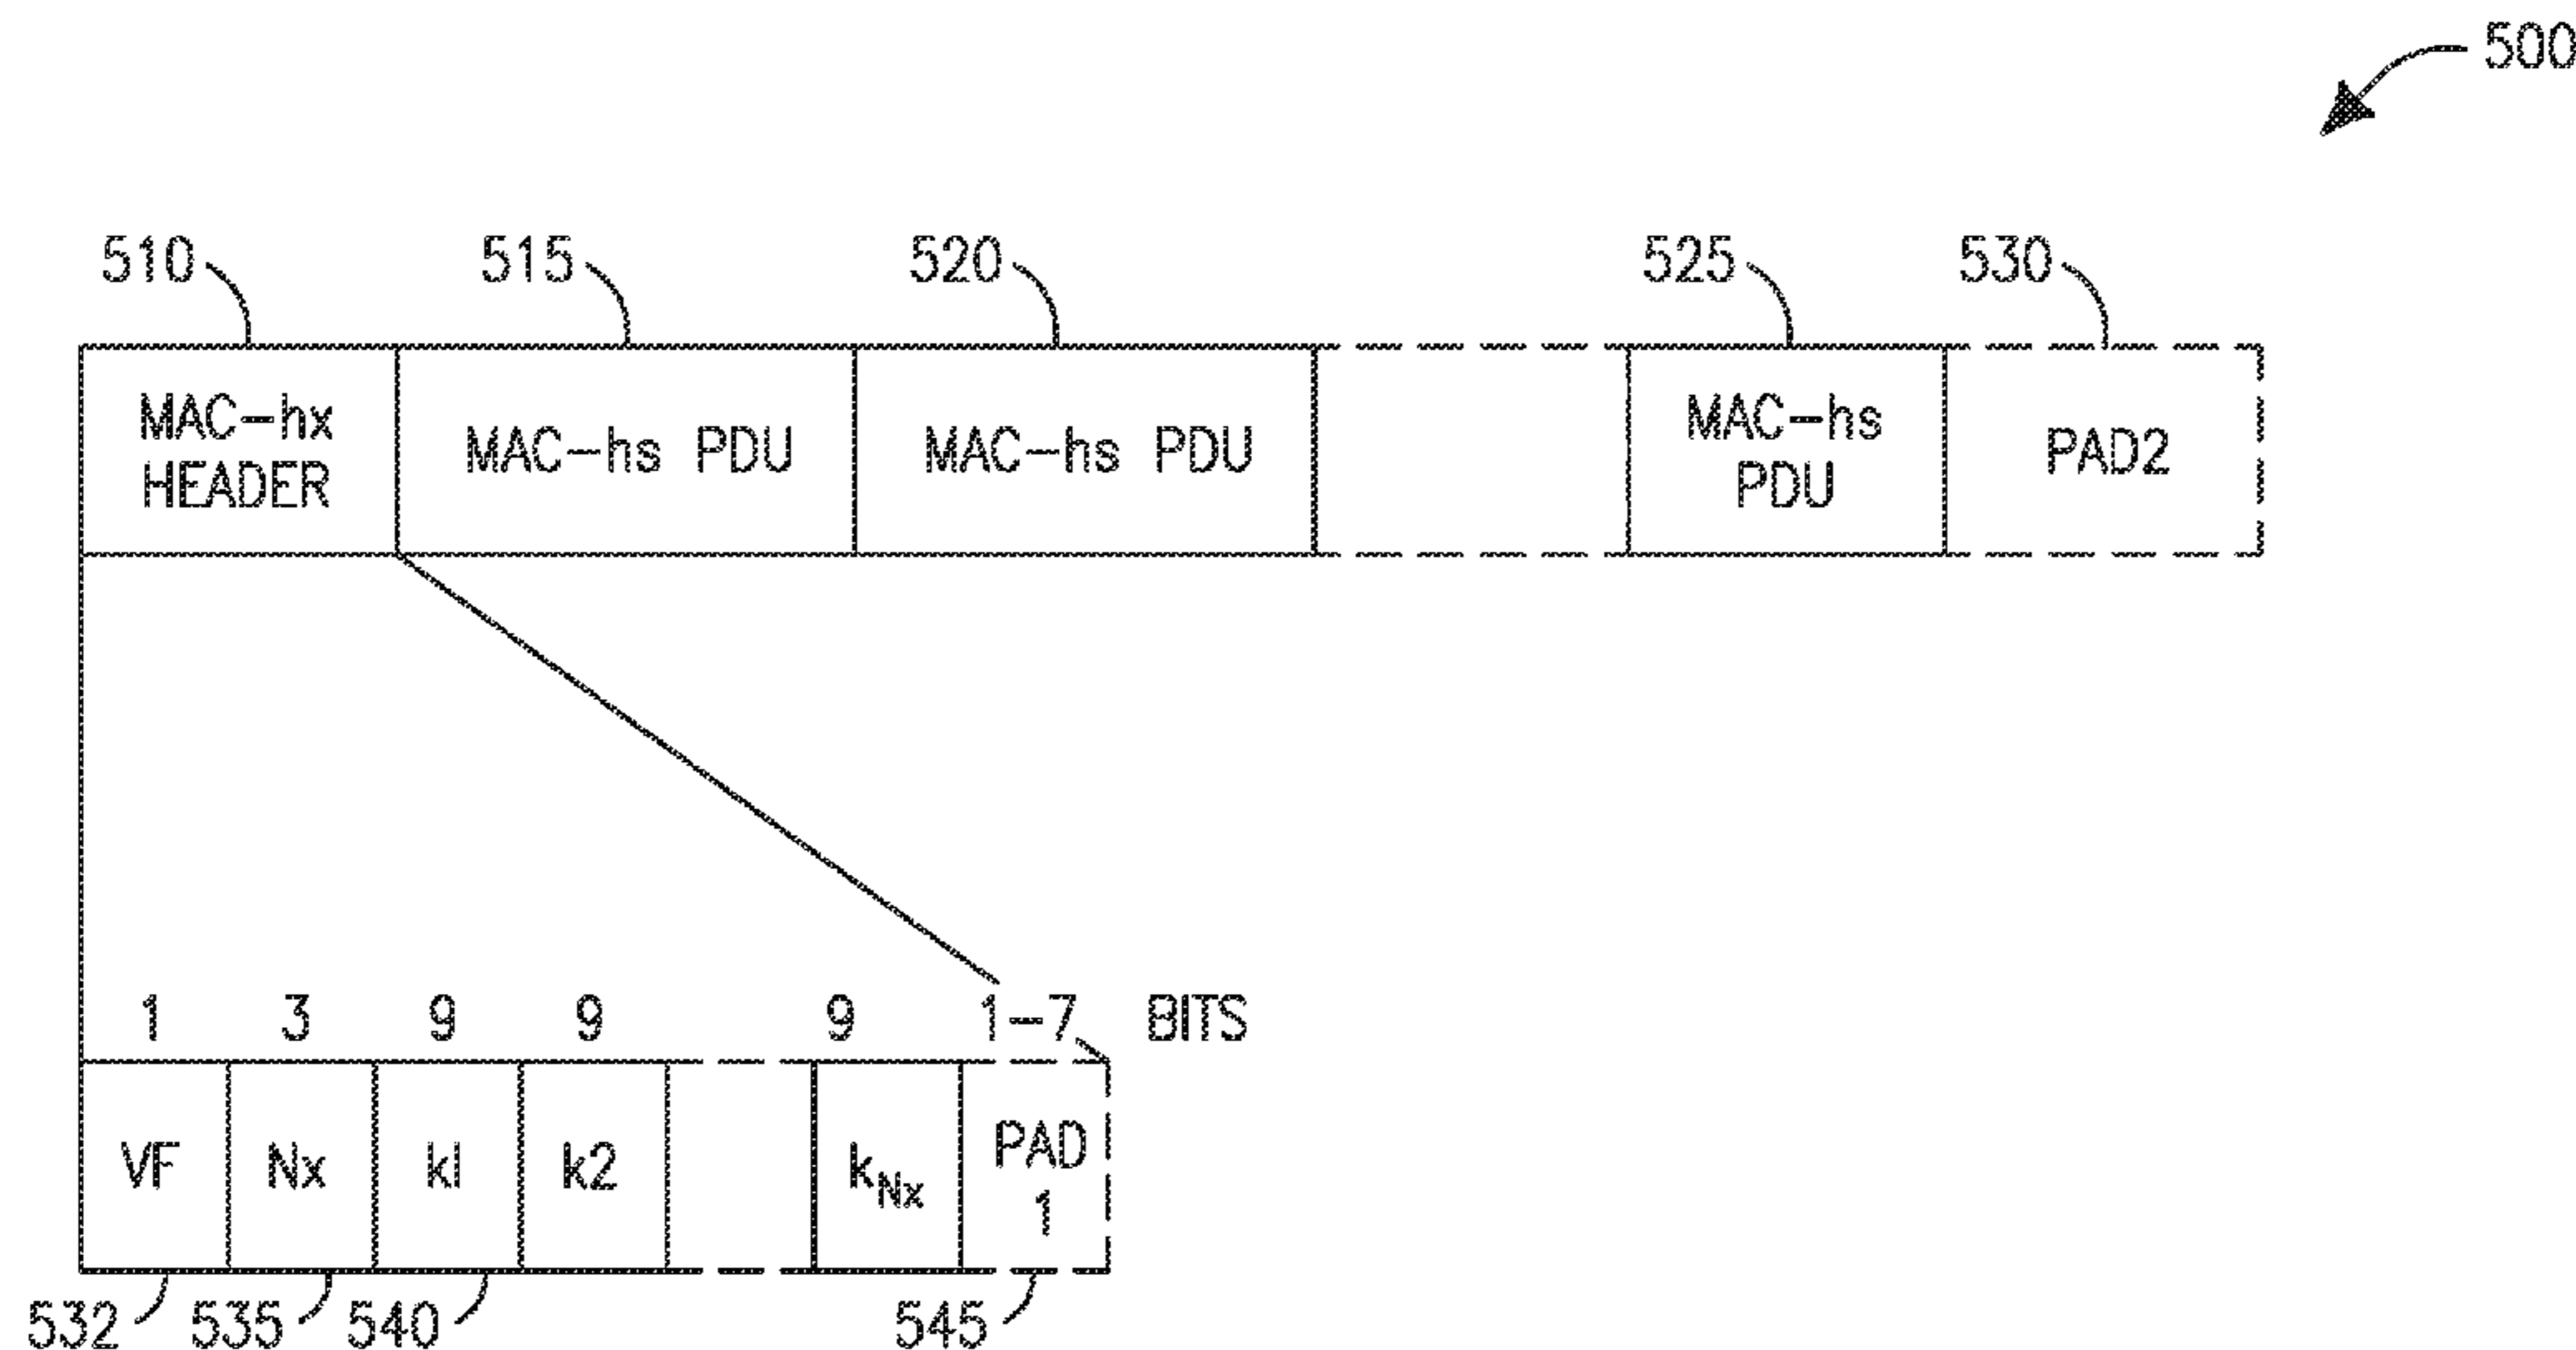 500
510 515 520 525 530
MAC-hx HEADER MAC-hs PDU MAC-hs PDU MAC-hs PDU PAD2
1 3 9 9 9 1-7 BITS
VF Nx k1 k2 kNx PAD 1
532 535 540 545